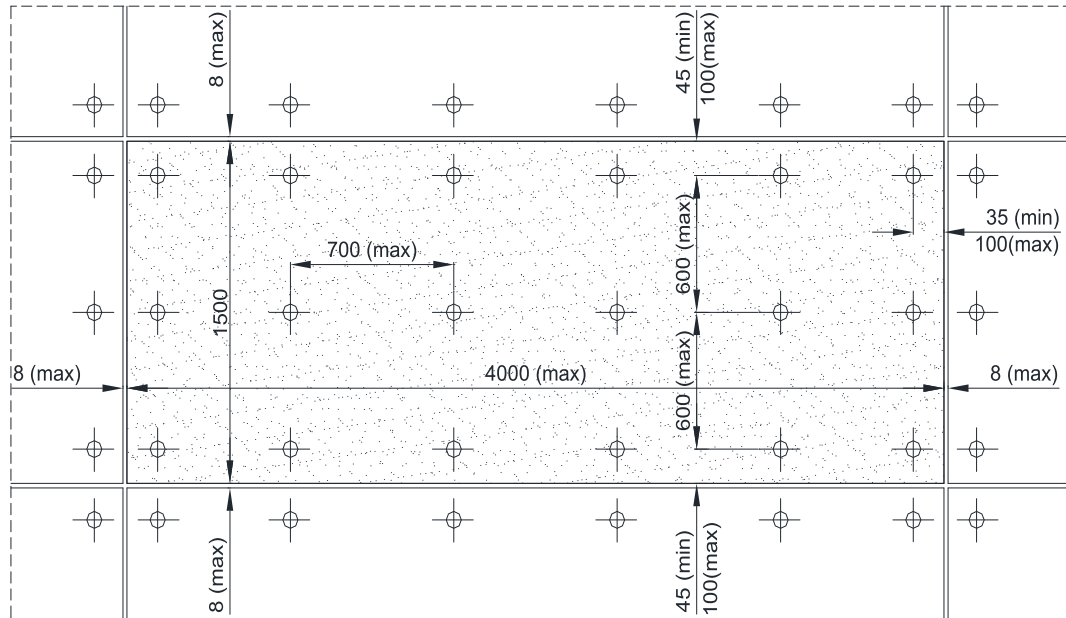 8 (max)
45 (min)
100(max)
35 (min)
100(max)
700 (max)
600 (max)
1500
8 (max)
4000 (max)
8 (max)
600 (max)
8 (max)
45 (min)
100(max)